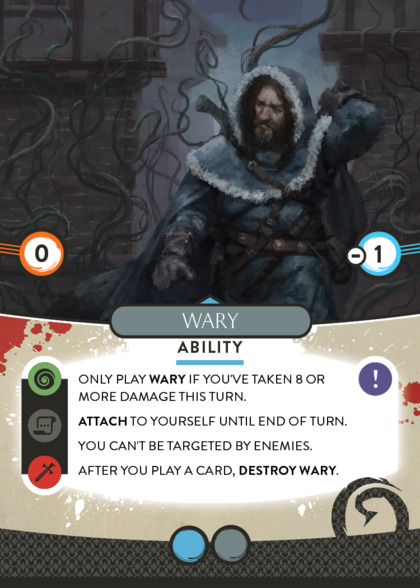 0
-1
WARY
ABILITY
ONLY PLAY WARY IF YOU'VE TAKEN 8 OR
MORE DAMAGE THIS TURN.
!
ATTACH TO YOURSELF UNTIL END OF TURN.
YOU CAN'T BE TARGETED BY ENEMIES.
AFTER YOU PLAY A CARD, DESTROY WARY.